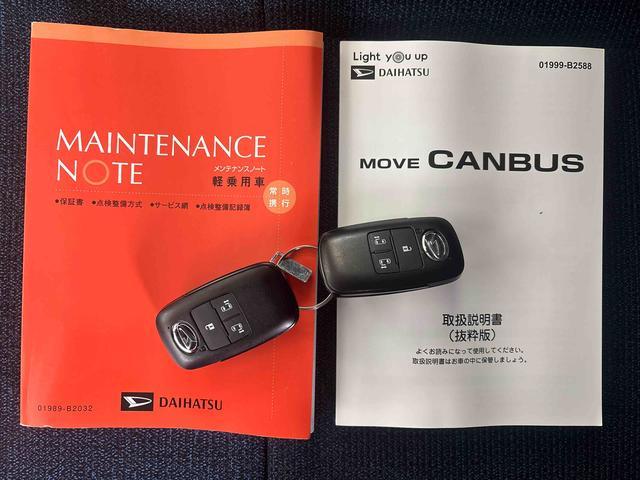 MAINTENANCE
NOTE
メンテナンスノート
軽乗用車
常時
携行
●保証書 ●点検整備方式 ●サービス網 ●点検整備記録簿
01989-B2032
DAIHATSU
Light you up
DAIHATSU
01999-B2588
MOVE CANBUS
取扱説明書
（抜粋版）
よくお読みになって使用してください。
取扱説明書はお車の中に保管しましょう。